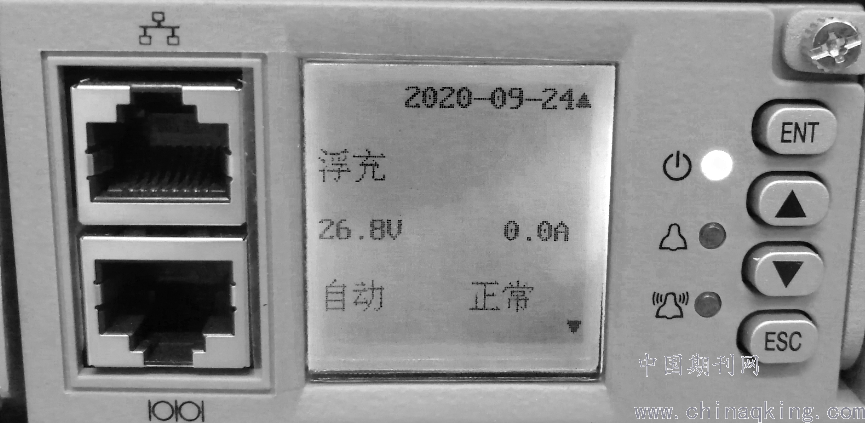 2020-09-24▲
浮充
26.8V 0.0A
自动 正常
▼
ENT
ESC
IOIOI
中国期刊网
www.chinaqking.com